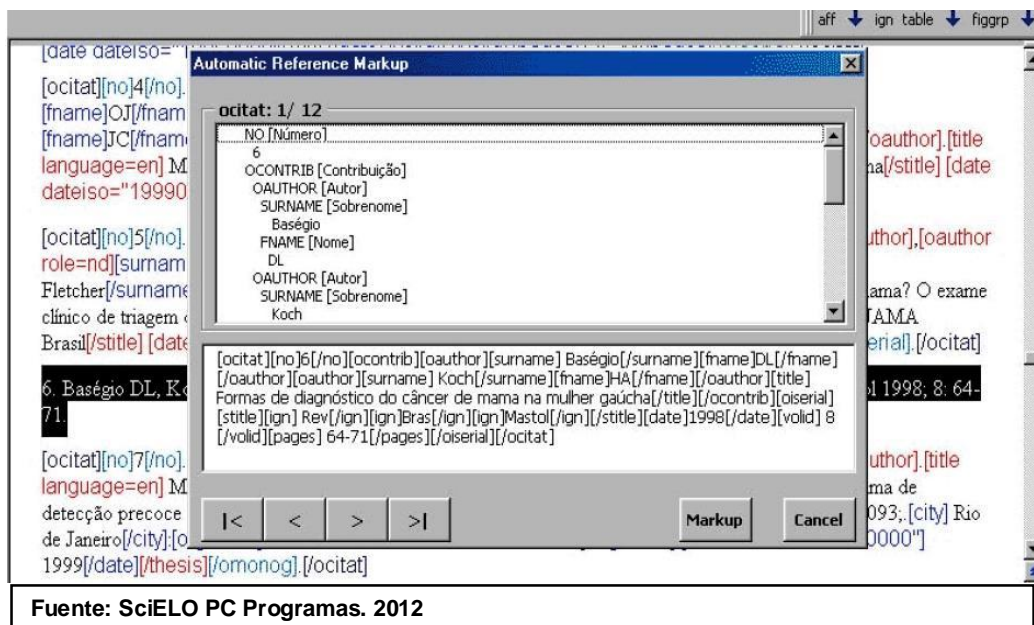 aff ign table figgrp
[date dateiso="
Automatic Reference Markup
[ocitat][no]4[/no].
[fname]OJ[/fnam
[fname]JC[/fname
/oauthor].[title
language=en] M
na[/stitle] [date
dateiso="19990
ocitat: 1/ 12
NO [Número]
6
OCONTRIB [Contribuição]
OAUTHOR [Autor]
SURNAME [Sobrenome]
Baségio
FNAME [Nome]
DL
OAUTHOR [Autor]
SURNAME [Sobrenome]
Koch
[ocitat][no]5[/no].
uthor],[oauthor
role=nd][surnam
Fletcher[/surname
ama? O exame
clínico de triagem
JAMA
Brasil[/stitle] [date
erial].[/ocitat]
[ocitat][no]6[/no][ocontrib][oauthor][surname] Baségio[/surname][fname]DL[/fname]
[/oauthor][oauthor][surname] Koch[/surname][fname]HA[/fname][/oauthor][title]
Formas de diagnóstico do câncer de mama na mulher gaúcha[/title][/ocontrib][oiserial]
[stitle][ign] Rev[/ign][ign]Bras[/ign][ign]Mastol[/ign][/stitle][date]1998[/date][volid] 8
[/volid][pages] 64-71[/pages][/oiserial][/ocitat]
6. Baségio DL, Ko
ol 1998; 8: 64-
71.
[ocitat][no]7[/no].
uthor].[title
language=en] M
ma de
detecção precoce
093;.[city] Rio
de Janeiro[/city]:[o
0000"]
1999[/date][/thesis][/omonog].[/ocitat]
|< < > >| Markup Cancel
Fuente: SciELO PC Programas. 2012